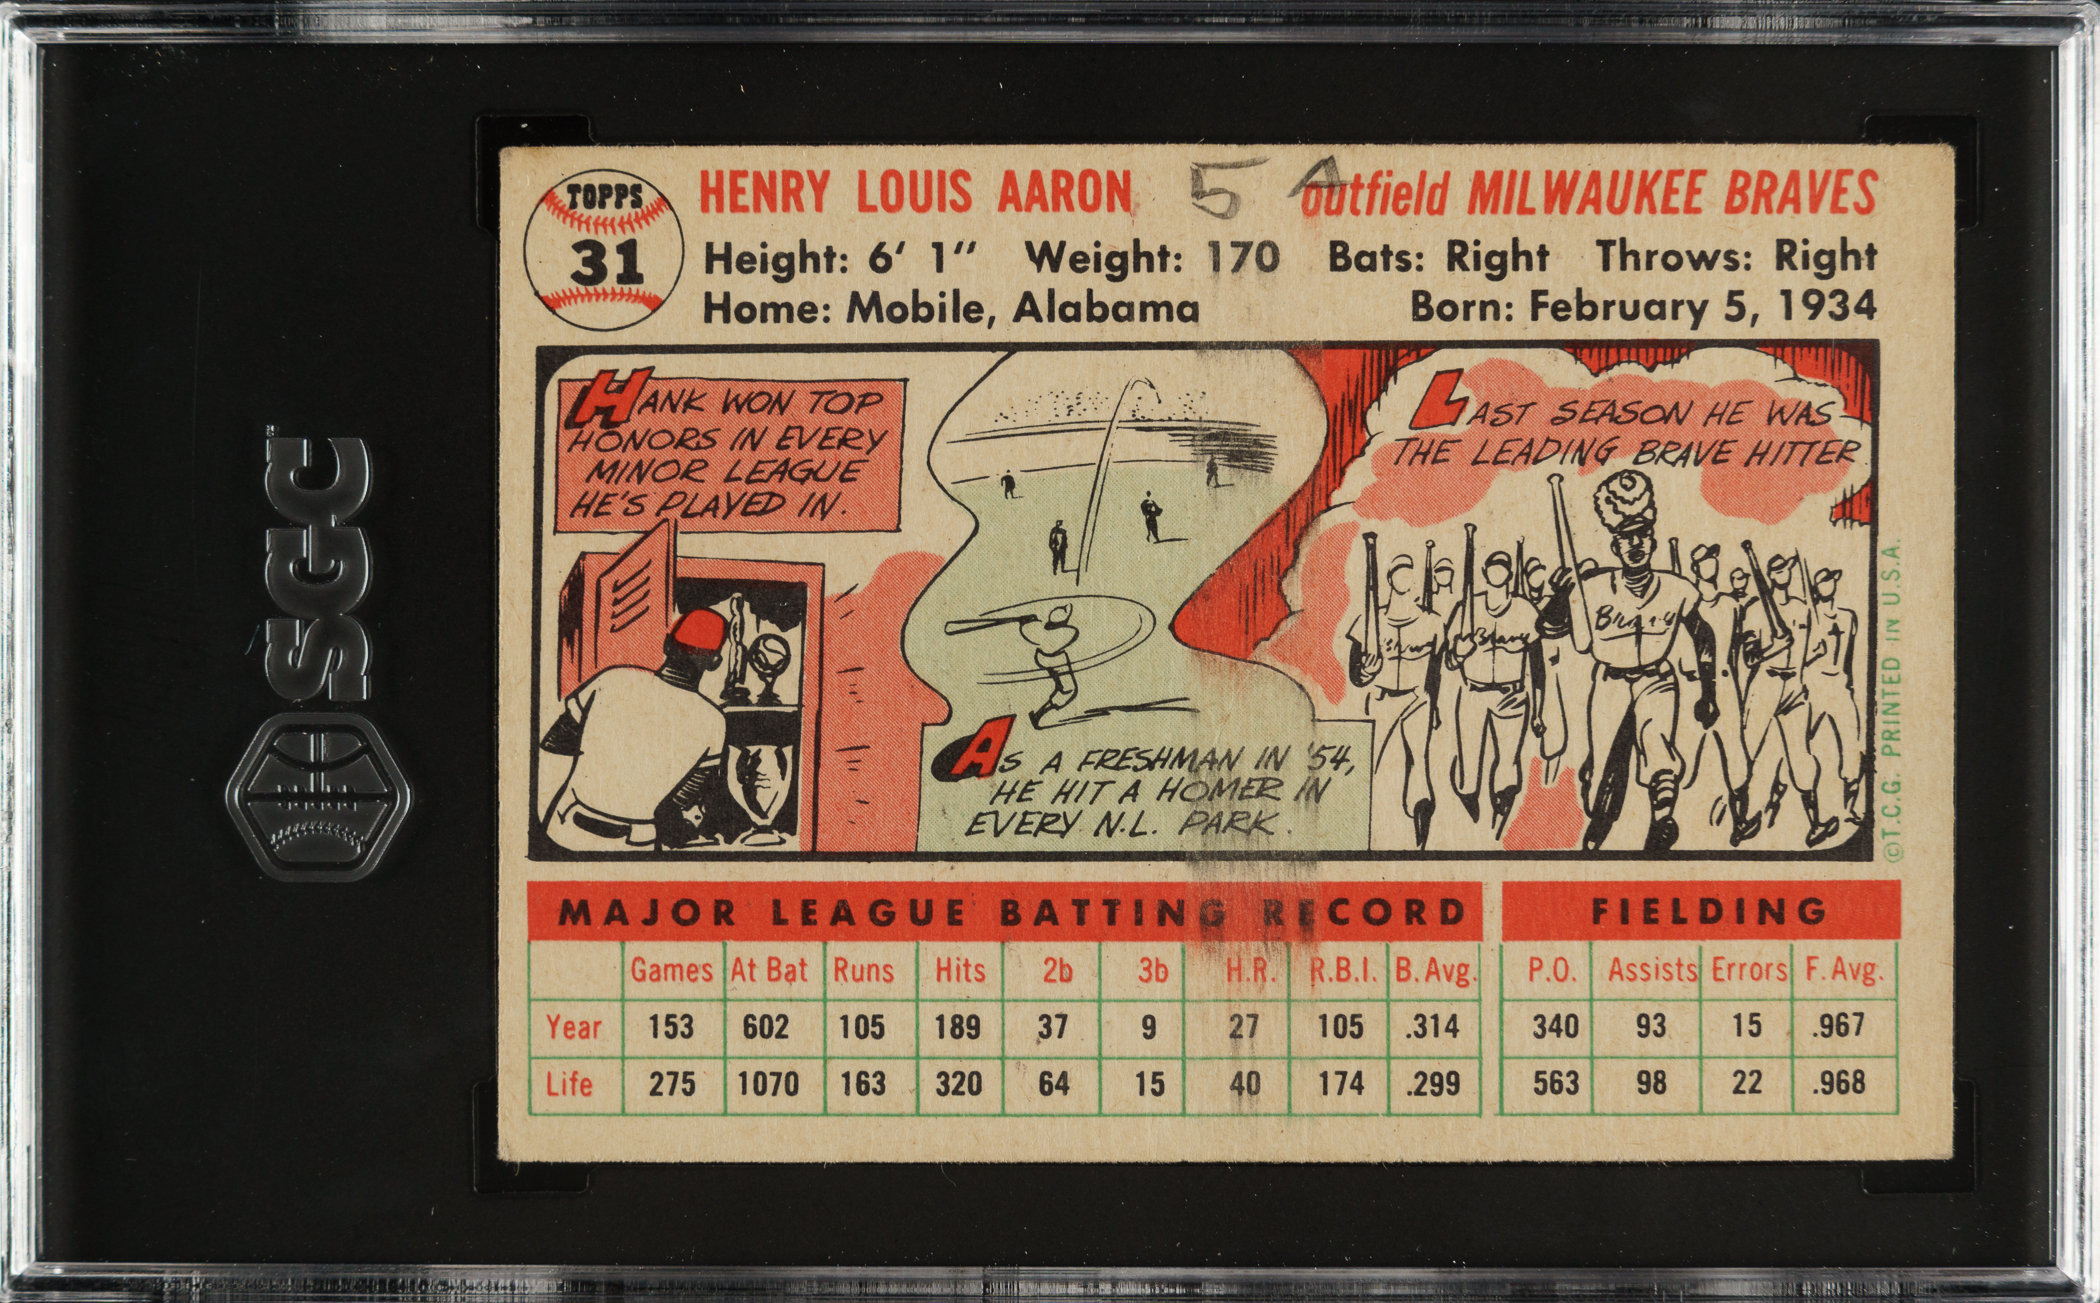 SGC
TOPPS
31
HENRY LOUIS AARON 5 A outfield MILWAUKEE BRAVES
Height: 6' 1" Weight: 170 Bats: Right Throws: Right
Home: Mobile, Alabama Born: February 5, 1934
HANK WON TOP
HONORS IN EVERY
MINOR LEAGUE
HE'S PLAYED IN.
AS A FRESHMAN IN '54,
HE HIT A HOMER IN
EVERY N.L. PARK.
LAST SEASON HE WAS
THE LEADING BRAVE HITTER
©T.C.G. PRINTED IN U.S.A.
MAJOR LEAGUE BATTING RECORD FIELDING
Games At Bat Runs Hits 2b 3b H.R. R.B.I. B. Avg. P.O. Assists Errors F. Avg.
Year 153 602 105 189 37 9 27 105 .314 340 93 15 .967
Life 275 1070 163 320 64 15 40 174 .299 563 98 22 .968